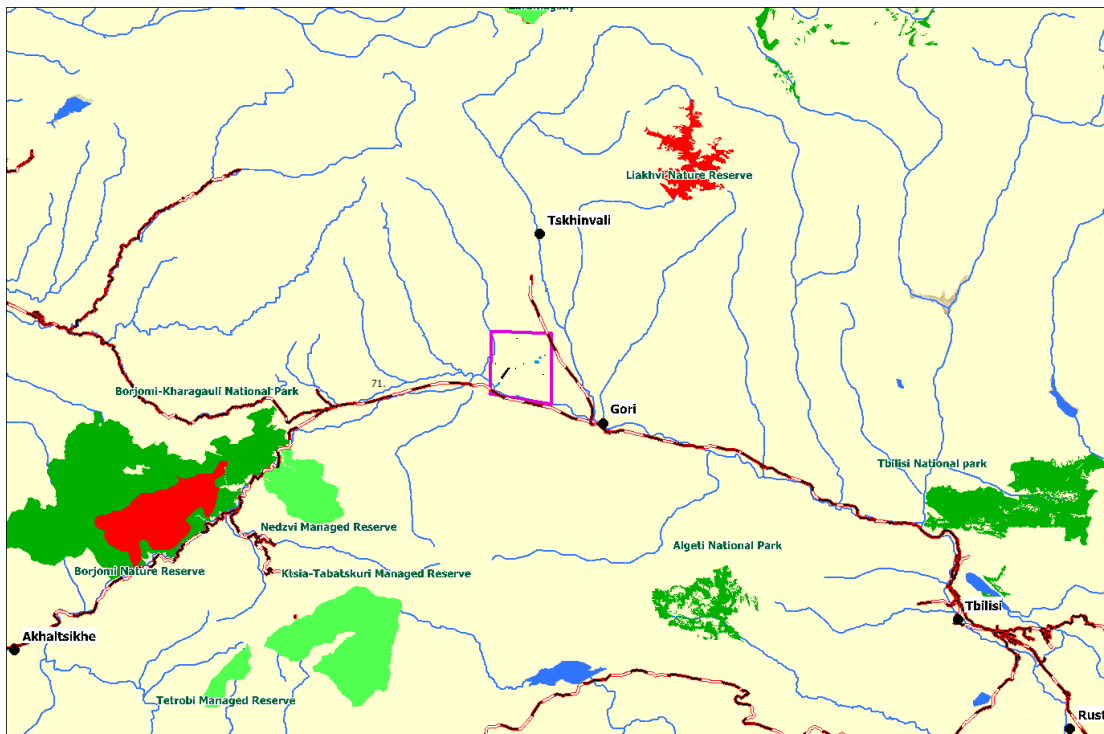 Liakhvi Nature Reserve
Tskhinvali
71.
Borjomi-Kharagauli National Park
Gori
Tbilisi National park
Nedzvi Managed Reserve
Algeti National Park
Borjomi Nature Reserve
Ktsia-Tabatskuri Managed Reserve
Tbilisi
Akhaltsikhe
Tetrobi Managed Reserve
Rust